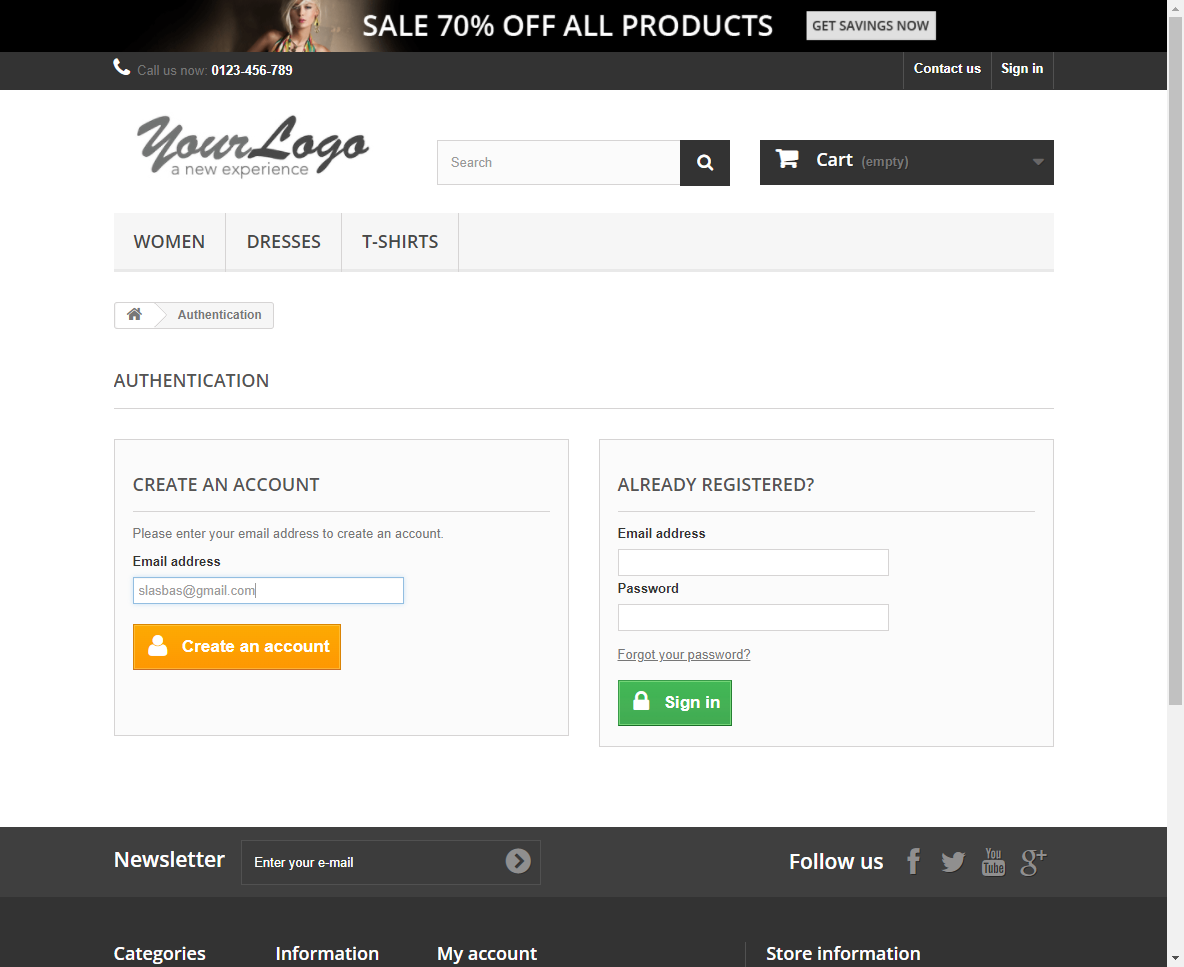 SALE 70% OFF ALL PRODUCTS GET SAVINGS NOW
Call us now: 0123-456-789 Contact us Sign in
YourLogo
a new experience
Search Cart (empty)
WOMEN DRESSES T-SHIRTS
Authentication
AUTHENTICATION
CREATE AN ACCOUNT
Please enter your email address to create an account.
Email address
slasbas@gmail.com
Create an account
ALREADY REGISTERED?
Email address
Password
Forgot your password?
Sign in
Newsletter Enter your e-mail Follow us You Tube g+
Categories Information My account Store information